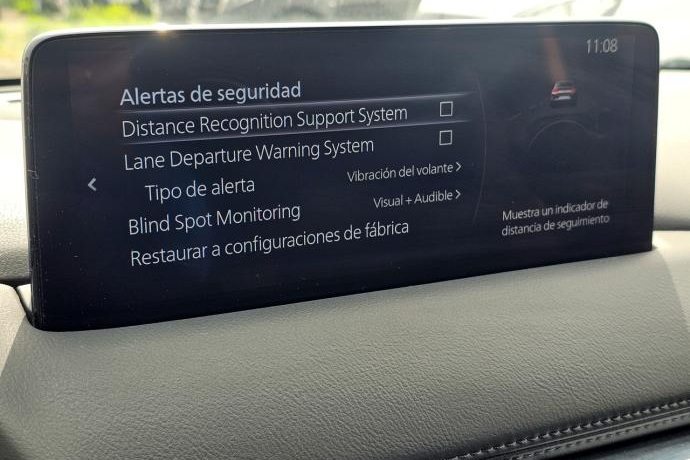 11:08
Alertas de seguridad
Distance Recognition Support System
Lane Departure Warning System
Tipo de alerta Vibración del volante >
Blind Spot Monitoring Visual + Audible >
Restaurar a configuraciones de fábrica
Muestra un indicador de
distancia de seguimiento